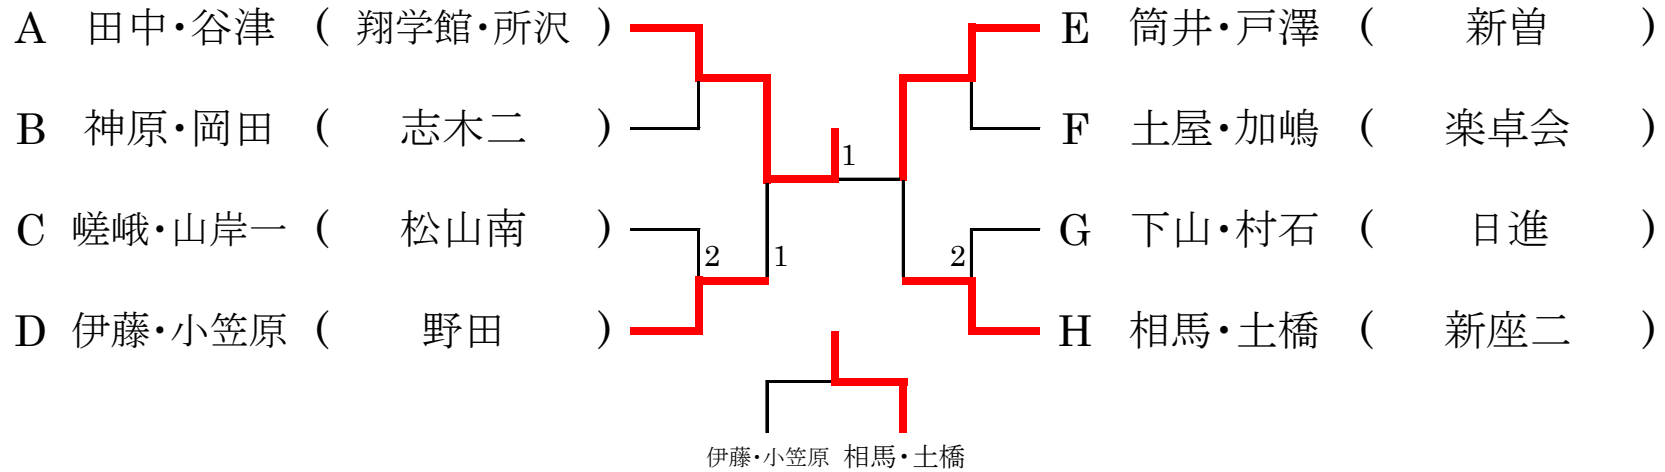 A 田中・谷津 ( 翔学館・所沢 ) E 筒井・戸澤 ( 新曽 )
B 神原・岡田 ( 志木二 ) 1 F 土屋・加嶋 ( 楽卓会 )
C 嵯峨・山岸一 ( 松山南 ) G 下山・村石 ( 日進 )
2 1 2
D 伊藤・小笠原 ( 野田 ) H 相馬・土橋 ( 新座二 )
伊藤・小笠原 相馬・土橋